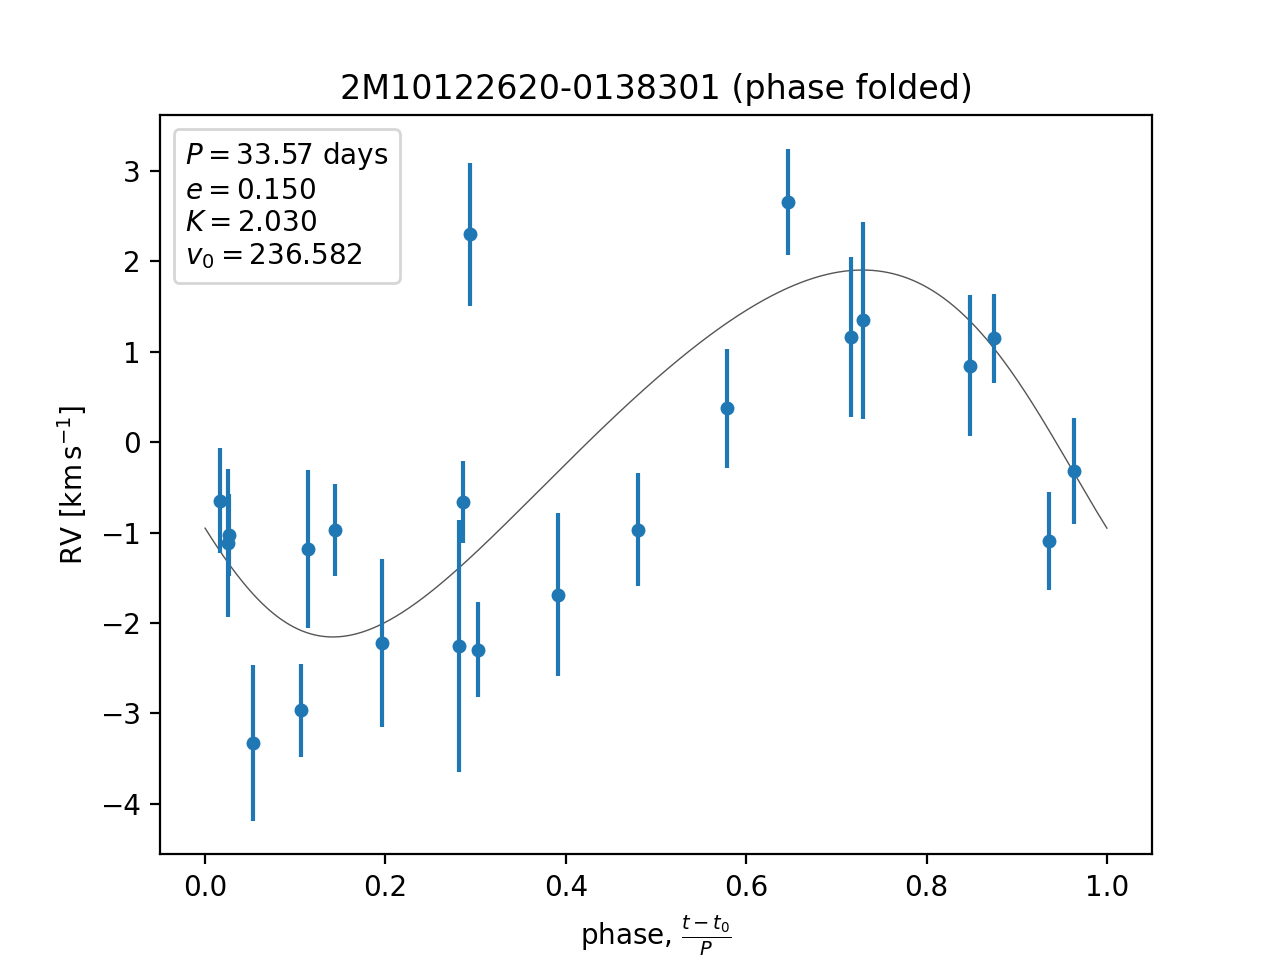 2M10122620-0138301 (phase folded)
P = 33.57 days
e = 0.150
K = 2.030
v₀ = 236.582
3
2
1
0
−1
−2
−3
−4
RV [km s⁻¹]
0.0 0.2 0.4 0.6 0.8 1.0
phase, (t − t₀)/P